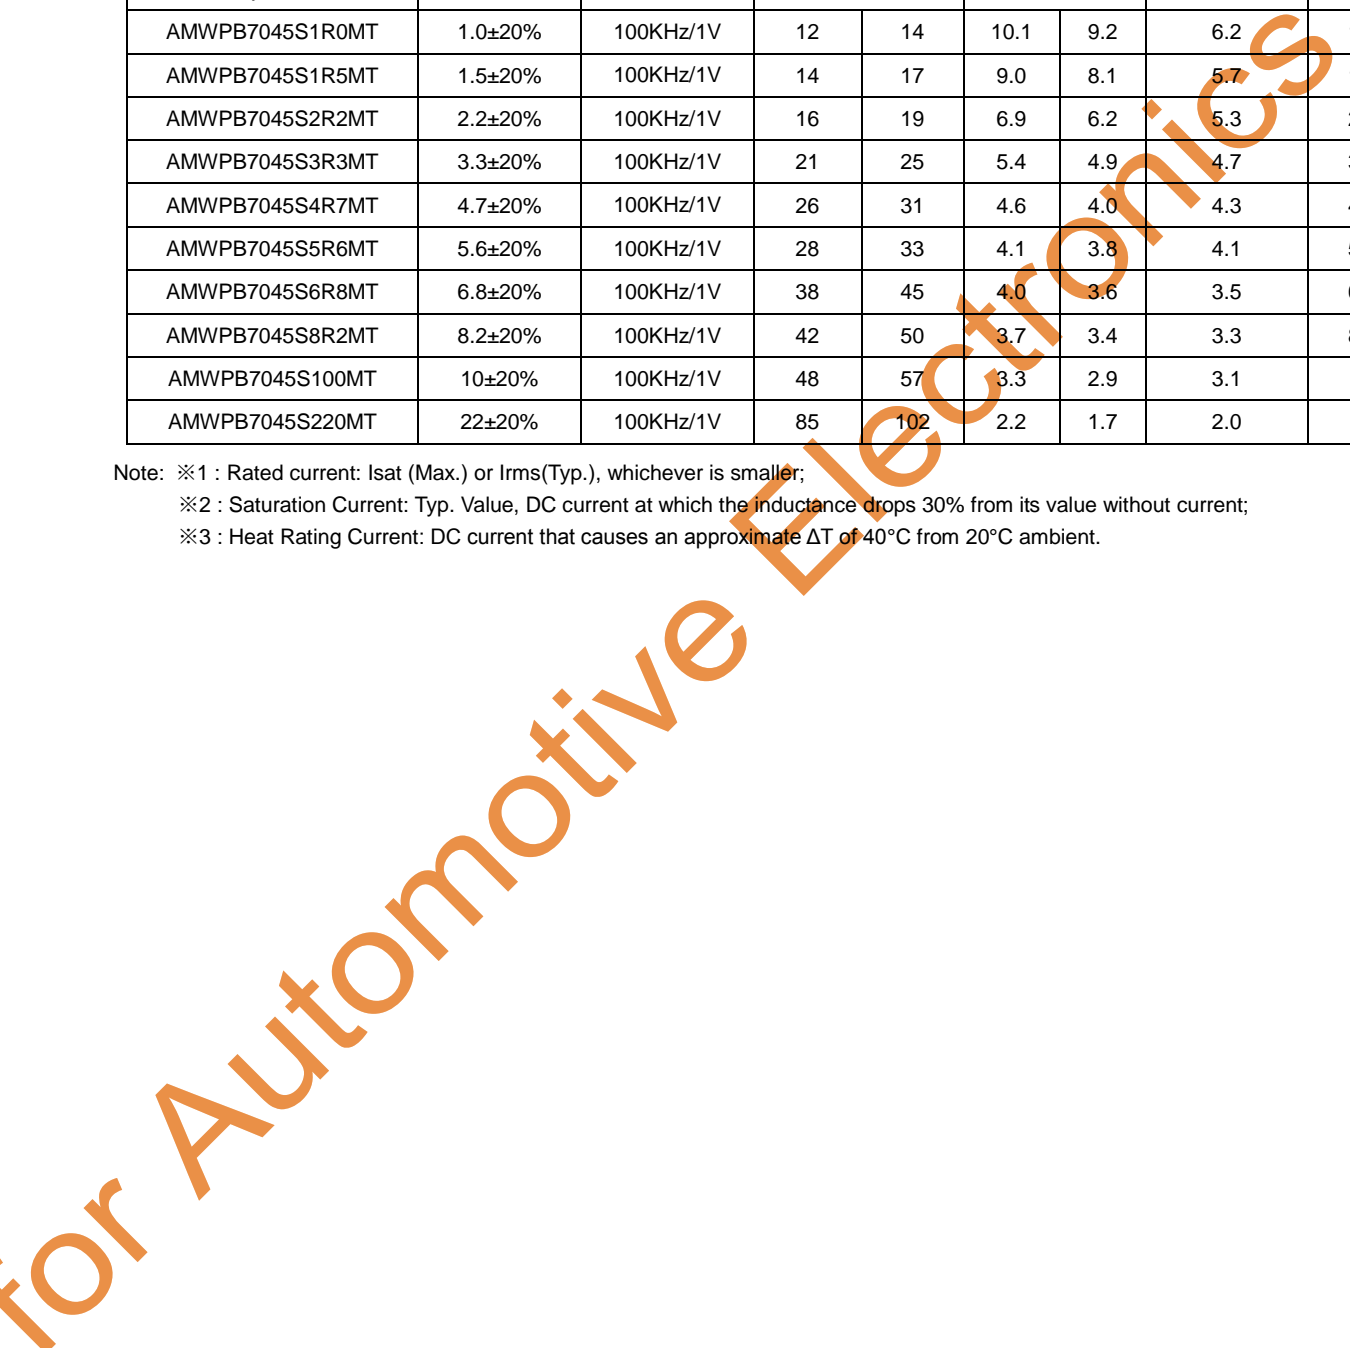 AMWPB7045S1R0MT 1.0±20% 100KHz/1V 12 14 10.1 9.2 6.2
AMWPB7045S1R5MT 1.5±20% 100KHz/1V 14 17 9.0 8.1 5.7
AMWPB7045S2R2MT 2.2±20% 100KHz/1V 16 19 6.9 6.2 5.3
AMWPB7045S3R3MT 3.3±20% 100KHz/1V 21 25 5.4 4.9 4.7
AMWPB7045S4R7MT 4.7±20% 100KHz/1V 26 31 4.6 4.0 4.3
AMWPB7045S5R6MT 5.6±20% 100KHz/1V 28 33 4.1 3.8 4.1
AMWPB7045S6R8MT 6.8±20% 100KHz/1V 38 45 4.0 3.6 3.5
AMWPB7045S8R2MT 8.2±20% 100KHz/1V 42 50 3.7 3.4 3.3
AMWPB7045S100MT 10±20% 100KHz/1V 48 57 3.3 2.9 3.1
AMWPB7045S220MT 22±20% 100KHz/1V 85 102 2.2 1.7 2.0
Note: ※1 : Rated current: Isat (Max.) or Irms(Typ.), whichever is smaller;
※2 : Saturation Current: Typ. Value, DC current at which the inductance drops 30% from its value without current;
※3 : Heat Rating Current: DC current that causes an approximate ΔT of 40°C from 20°C ambient.
for Automotive Electronics